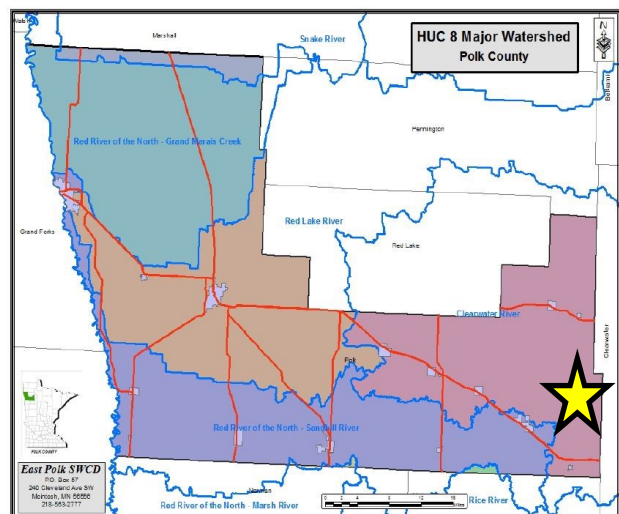 Marshall
Snake River
HUC 8 Major Watershed
Polk County
N
Pennington
Red River of the North - Grand Marais Creek
Red Lake River
Grand Forks
Red Lake
Clearwater River
Clearwater
Polk
Red River of the North - Sandhill River
POLK COUNTY
East Polk SWCD
P.O. Box 57
240 Cleveland Ave SW
McIntosh, MN 56556
218-563-2777
Norman
Red River of the North - Marsh River
Rice River